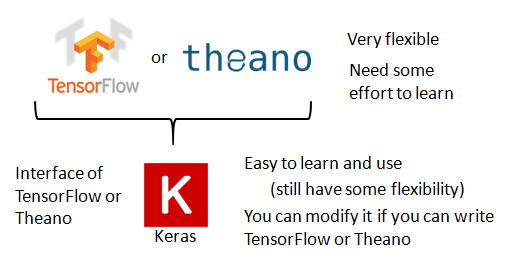 TensorFlow
or
theano
Very flexible
Need some
effort to learn
Interface of
TensorFlow or
Theano
K
Keras
Easy to learn and use
(still have some flexibility)
You can modify it if you can write
TensorFlow or Theano